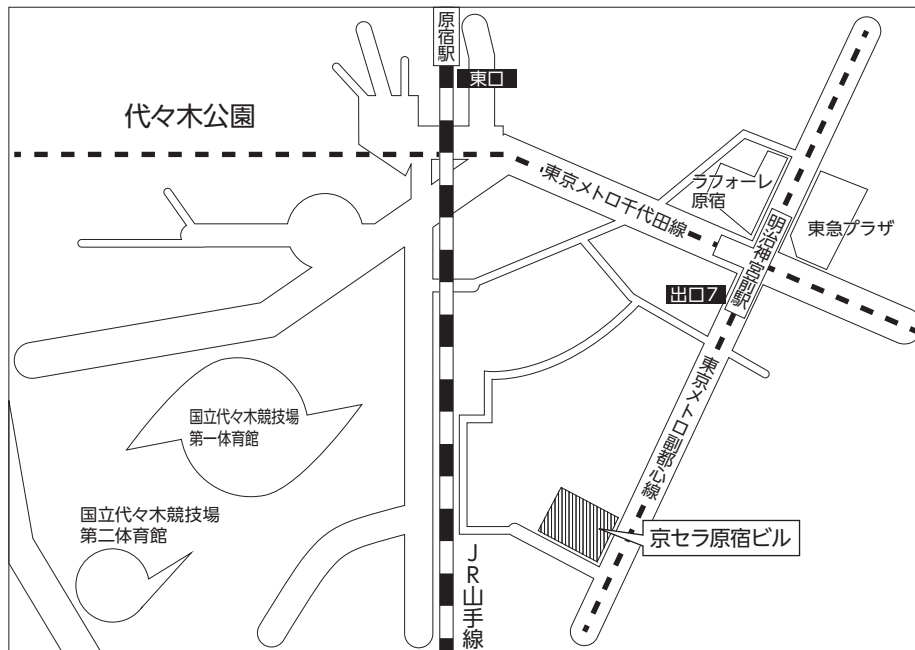 原宿駅
東口
代々木公園
東京メトロ千代田線
ラフォーレ
原宿
東急プラザ
明治神宮前駅
出口7
国立代々木競技場
第一体育館
東京メトロ副都心線
国立代々木競技場
第二体育館
京セラ原宿ビル
JR山手線